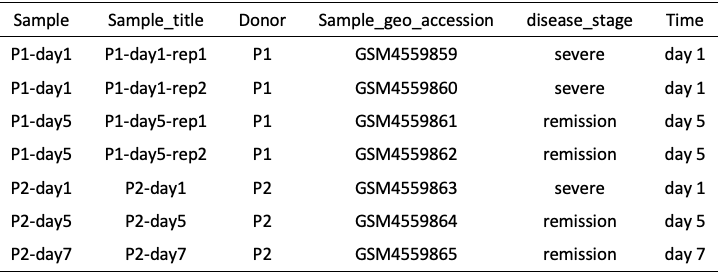 Sample Sample_title Donor Sample_geo_accession disease_stage Time
P1-day1 P1-day1-rep1 P1 GSM4559859 severe day 1
P1-day1 P1-day1-rep2 P1 GSM4559860 severe day 1
P1-day5 P1-day5-rep1 P1 GSM4559861 remission day 5
P1-day5 P1-day5-rep2 P1 GSM4559862 remission day 5
P2-day1 P2-day1 P2 GSM4559863 severe day 1
P2-day5 P2-day5 P2 GSM4559864 remission day 5
P2-day7 P2-day7 P2 GSM4559865 remission day 7